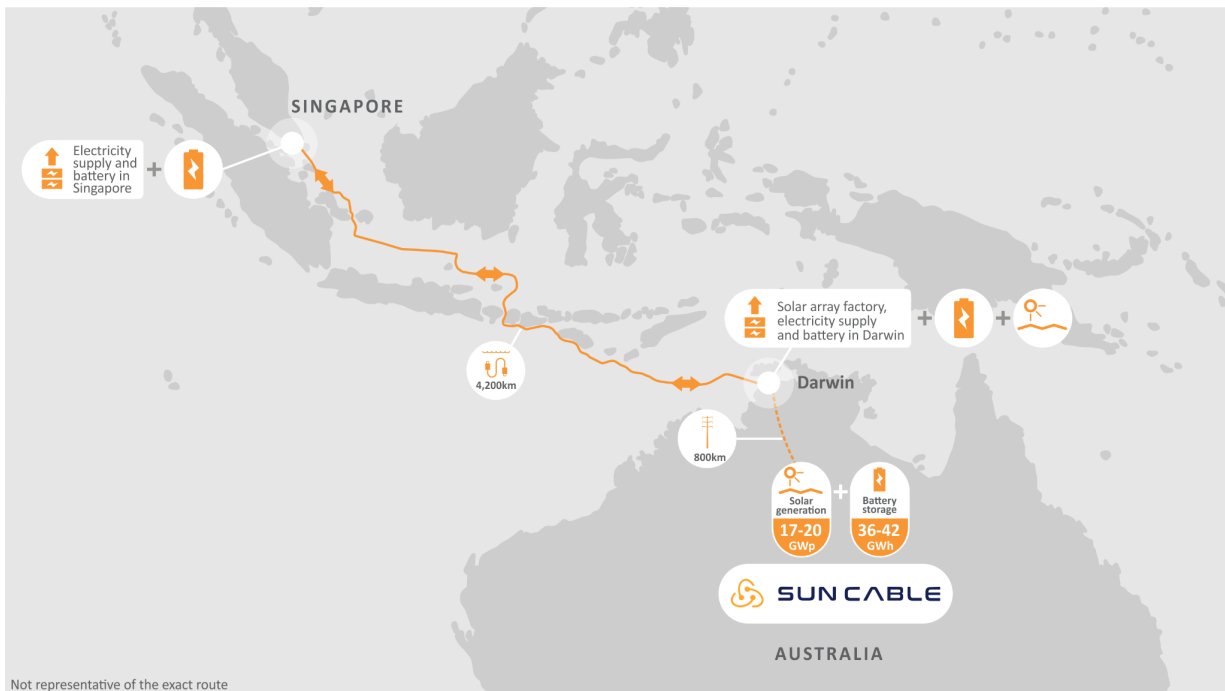 SINGAPORE
Electricity
supply and
battery in
Singapore
Solar array factory,
electricity supply
and battery in Darwin
4,200km
Darwin
800km
Solar
generation
17-20
GWp
Battery
storage
36-42
GWh
SUN CABLE
AUSTRALIA
Not representative of the exact route